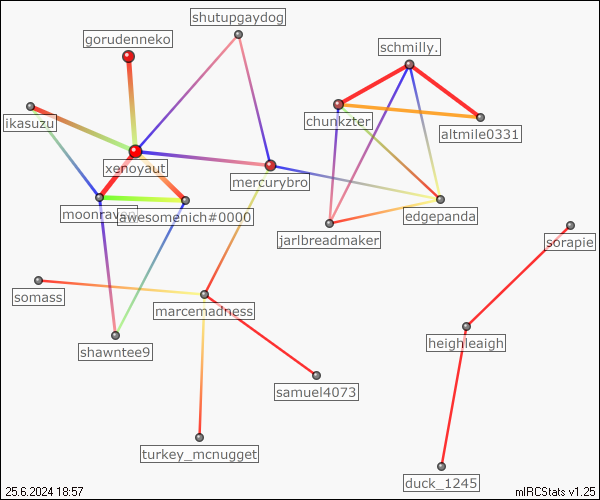 shutupgaydog
gorudenneko
schmilly.
ikasuzu
chunkzter
altmile0331
xenoyaut
mercurybro
moonraven
awesomenich#0000
edgepanda
jarlbreadmaker
sorapie
somass
marcemadness
heighleaigh
shawntee9
samuel4073
turkey_mcnugget
duck_1245
25.6.2024 18:57
mIRCStats v1.25